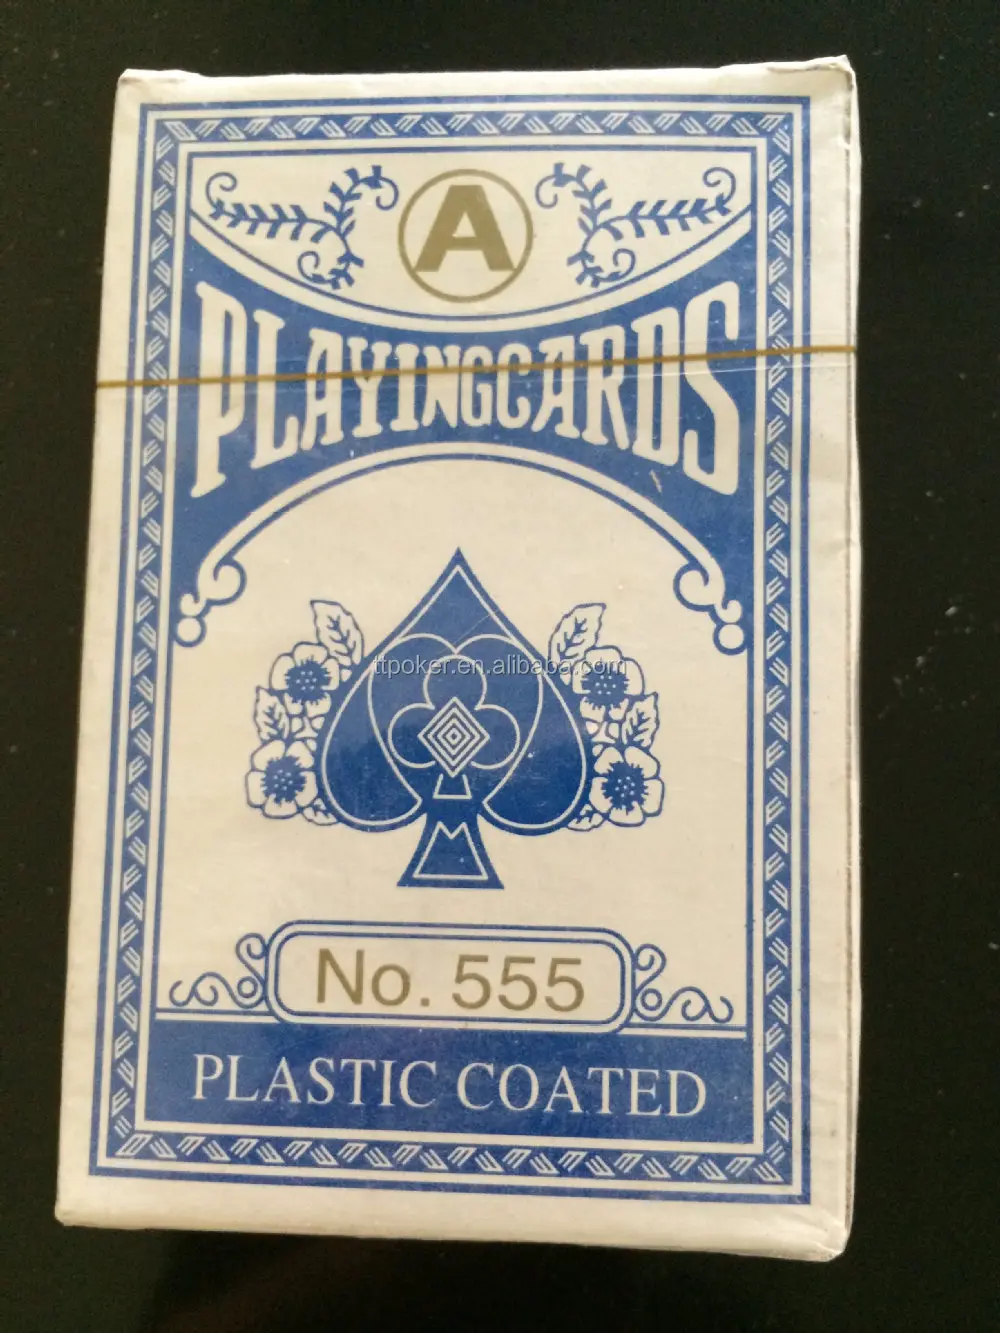 A
PLAYINGCARDS
ttpoker.en.alibaba.com
No. 555
PLASTIC COATED